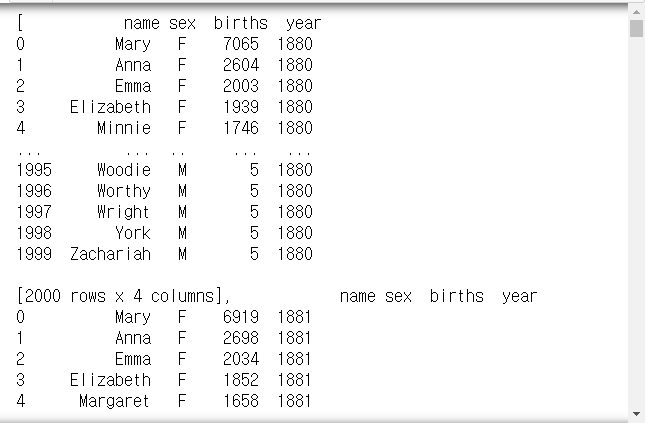 [           name sex  births  year
0          Mary   F    7065  1880
1          Anna   F    2604  1880
2          Emma   F    2003  1880
3     Elizabeth   F    1939  1880
4        Minnie   F    1746  1880
...         ...  ..     ...   ...
1995     Woodie   M       5  1880
1996     Worthy   M       5  1880
1997     Wright   M       5  1880
1998       York   M       5  1880
1999  Zachariah   M       5  1880
[2000 rows x 4 columns],            name sex  births  year
0          Mary   F    6919  1881
1          Anna   F    2698  1881
2          Emma   F    2034  1881
3     Elizabeth   F    1852  1881
4      Margaret   F    1658  1881